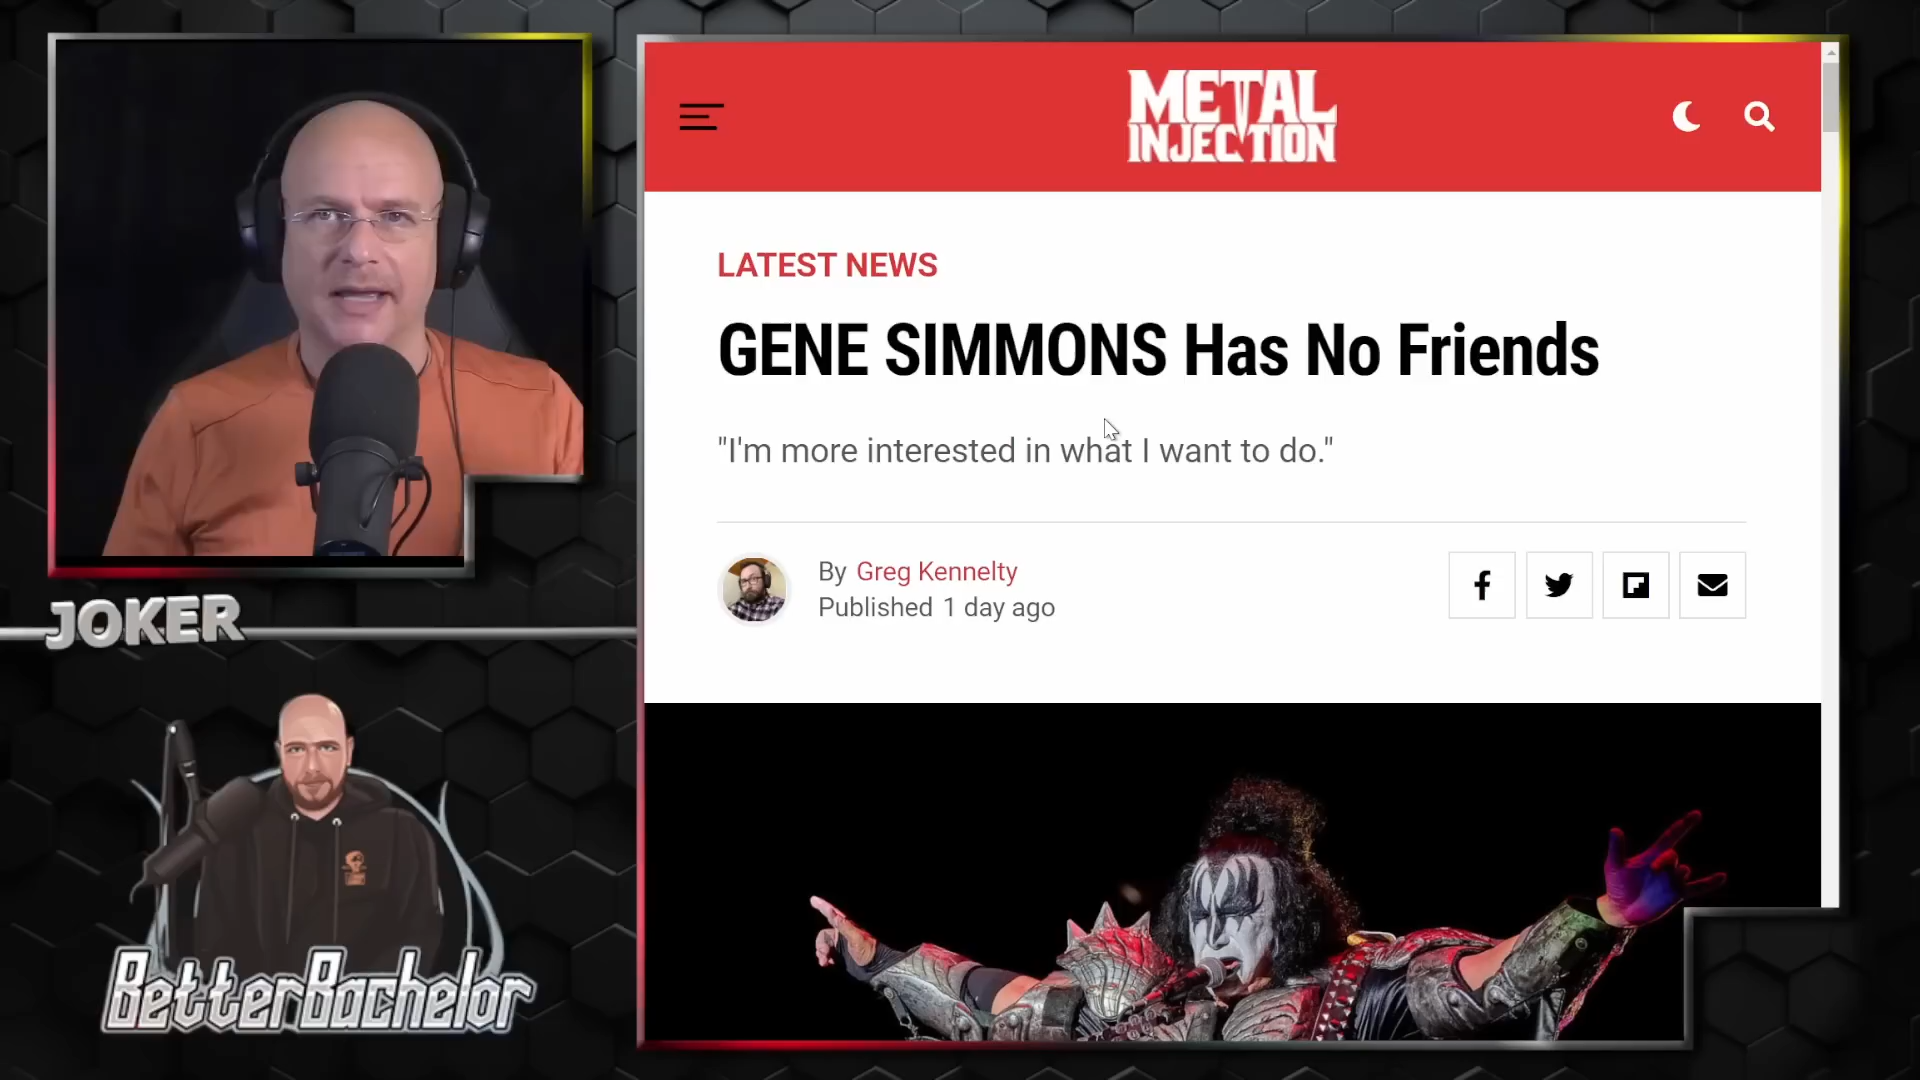 METAL
INJECTION
LATEST NEWS
GENE SIMMONS Has No Friends
"I'm more interested in what I want to do."
By Greg Kennelty
Published 1 day ago
JOKER
BetterBachelor